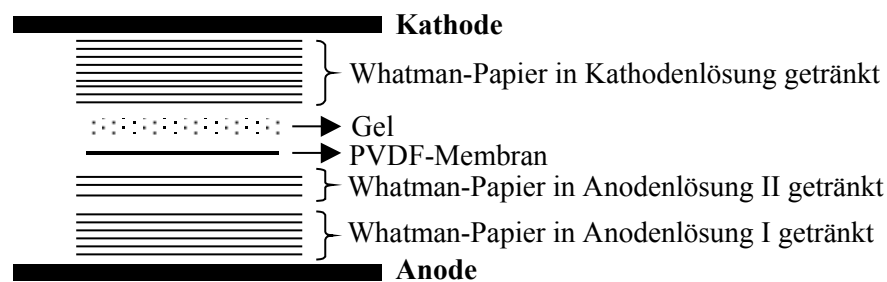 Kathode
Whatman-Papier in Kathodenlösung getränkt
Gel
PVDF-Membran
Whatman-Papier in Anodenlösung II getränkt
Whatman-Papier in Anodenlösung I getränkt
Anode